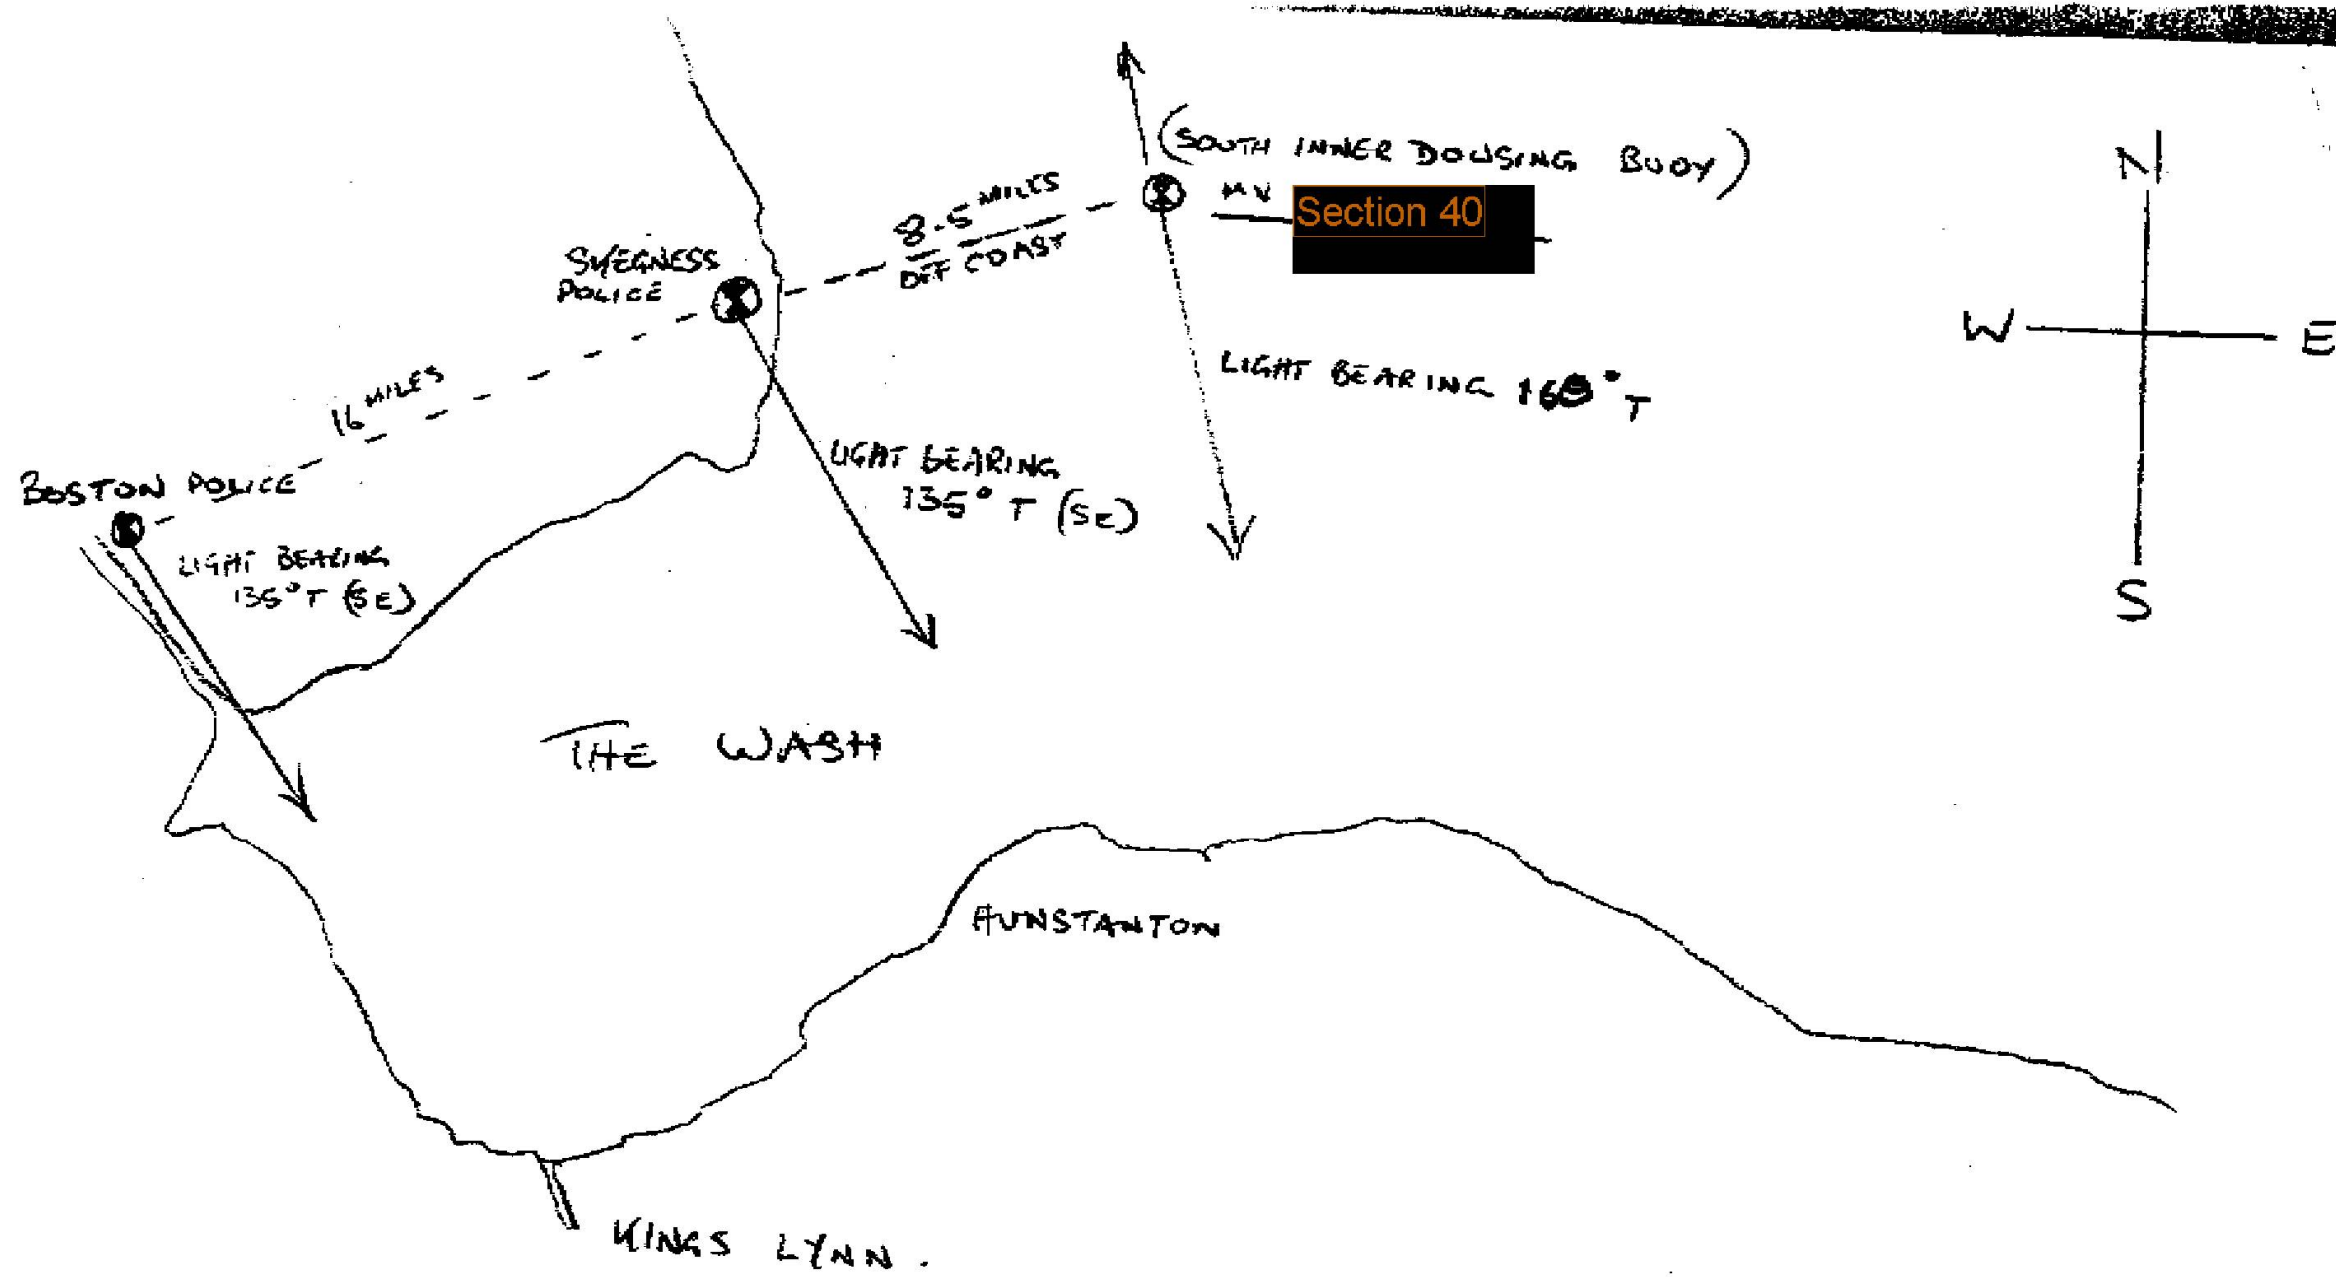 (SOUTH INNER DOWSING BUOY)
MV
Section 40
N
W
E
S
8.5 MILES
OFF COAST
SKEGNESS
POLICE
LIGHT BEARING 160° T
16 MILES
LIGHT BEARING
135° T (SE)
BOSTON POLICE
LIGHT BEARING
135° T (SE)
THE WASH
HUNSTANTON
KINGS LYNN.